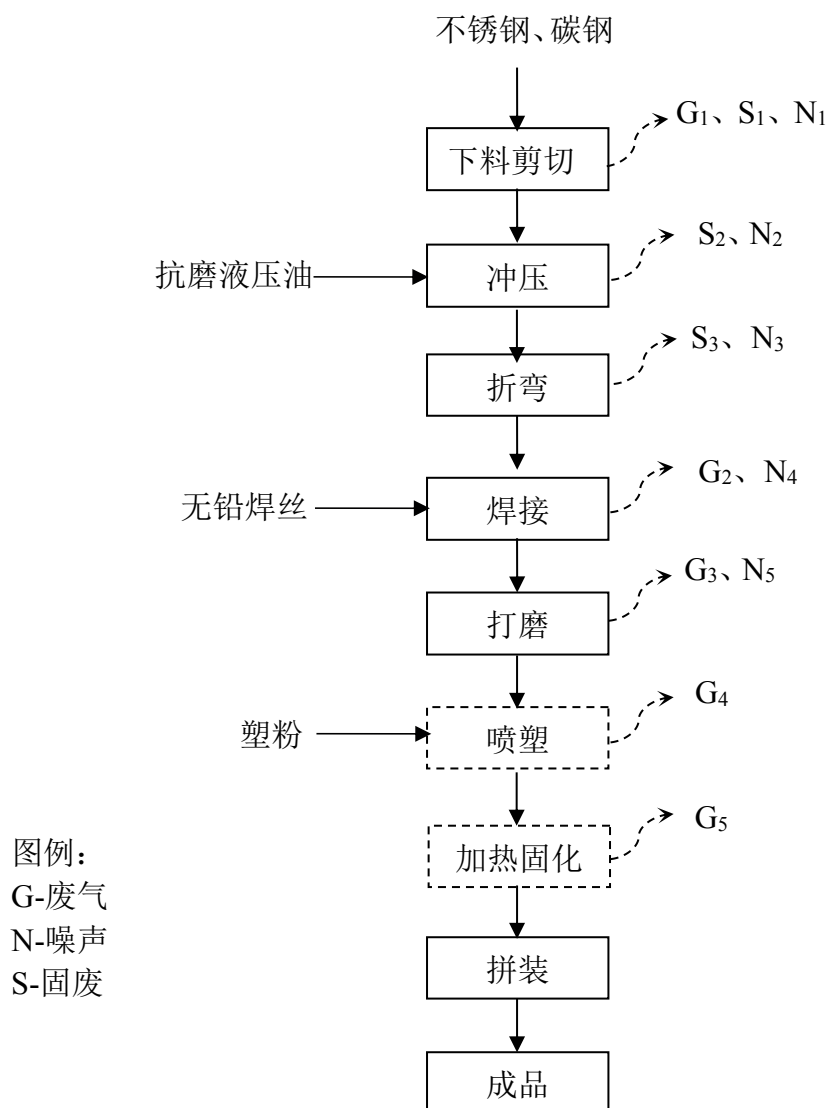 不锈钢、碳钢
G₁、S₁、N₁
下料剪切
S₂、N₂
抗磨液压油
冲压
S₃、N₃
折弯
G₂、N₄
无铅焊丝
焊接
G₃、N₅
打磨
G₄
塑粉
喷塑
G₅
加热固化
图例：
G-废气
N-噪声
S-固废
拼装
成品